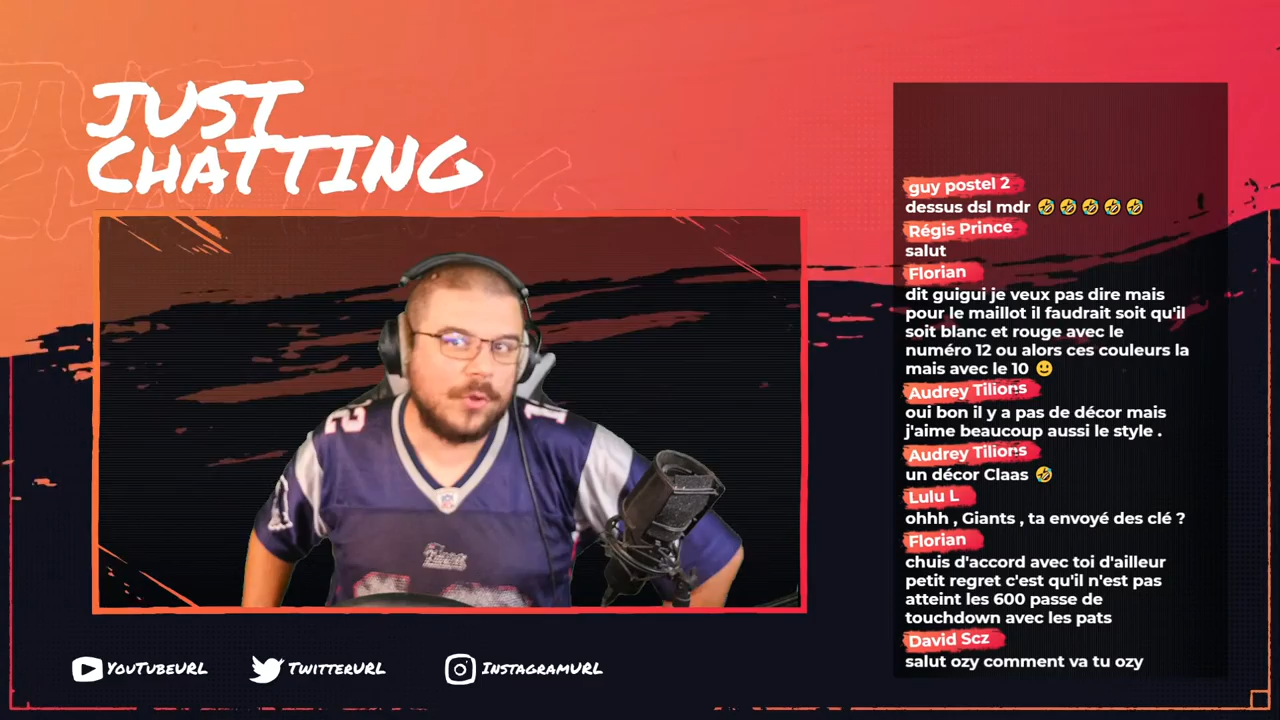 JUST
CHATTING
guy postel 2
dessus dsl mdr 🤣🤣🤣🤣🤣
Régis Prince
salut
Florian
dit guigui je veux pas dire mais
pour le maillot il faudrait soit qu'il
soit blanc et rouge avec le
numéro 12 ou alors ces couleurs la
mais avec le 10 😀
Audrey Tilions
oui bon il y a pas de décor mais
j'aime beaucoup aussi le style .
Audrey Tilions
un décor Claas 🤣
Lulu L
ohhh , Giants , ta envoyé des clé ?
Florian
chuis d'accord avec toi d'ailleur
petit regret c'est qu'il n'est pas
atteint les 600 passe de
touchdown avec les pats
David Scz
salut ozy comment va tu ozy
YouTubeURL
TwitterURL
InstagramURL